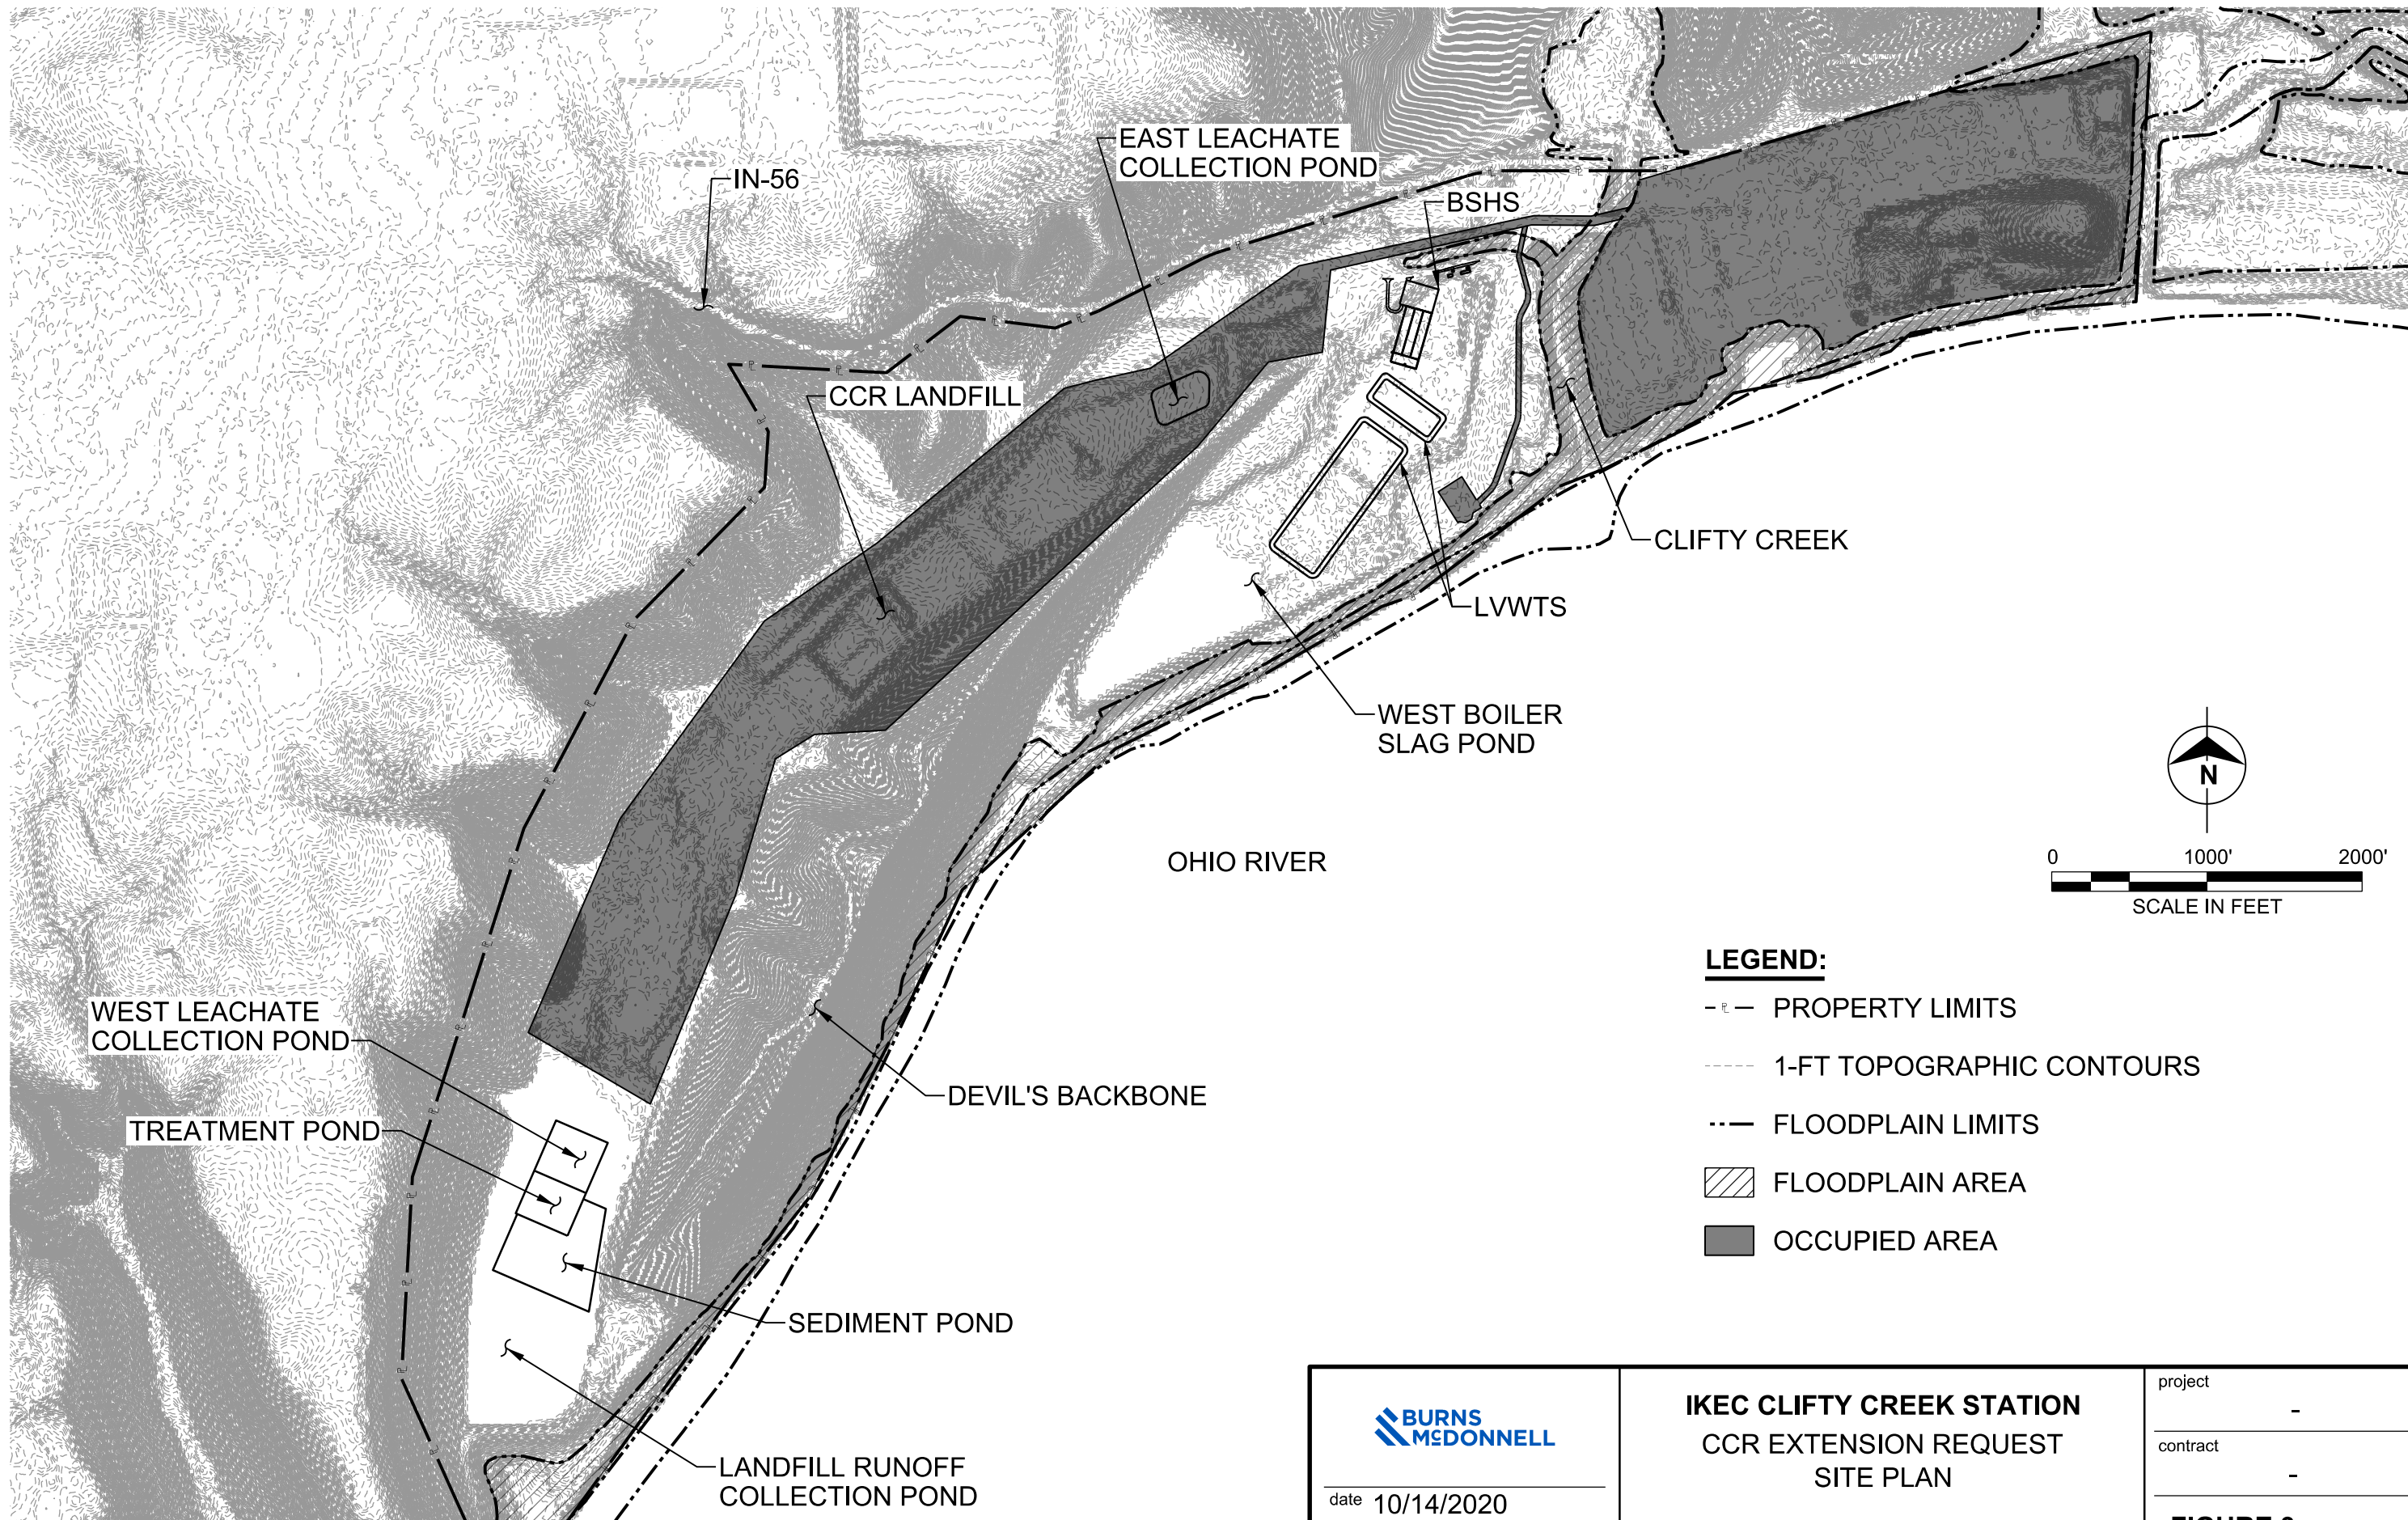 EAST LEACHATE
COLLECTION POND
IN-56
BSHS
CCR LANDFILL
CLIFTY CREEK
LVWTS
WEST BOILER
SLAG POND
N
OHIO RIVER
0 1000' 2000'
SCALE IN FEET
LEGEND:
PROPERTY LIMITS
1-FT TOPOGRAPHIC CONTOURS
FLOODPLAIN LIMITS
FLOODPLAIN AREA
OCCUPIED AREA
WEST LEACHATE
COLLECTION POND
DEVIL'S BACKBONE
TREATMENT POND
SEDIMENT POND
LANDFILL RUNOFF
COLLECTION POND
BURNS
McDONNELL
date 10/14/2020
IKEC CLIFTY CREEK STATION
CCR EXTENSION REQUEST
SITE PLAN
project
-
contract
-